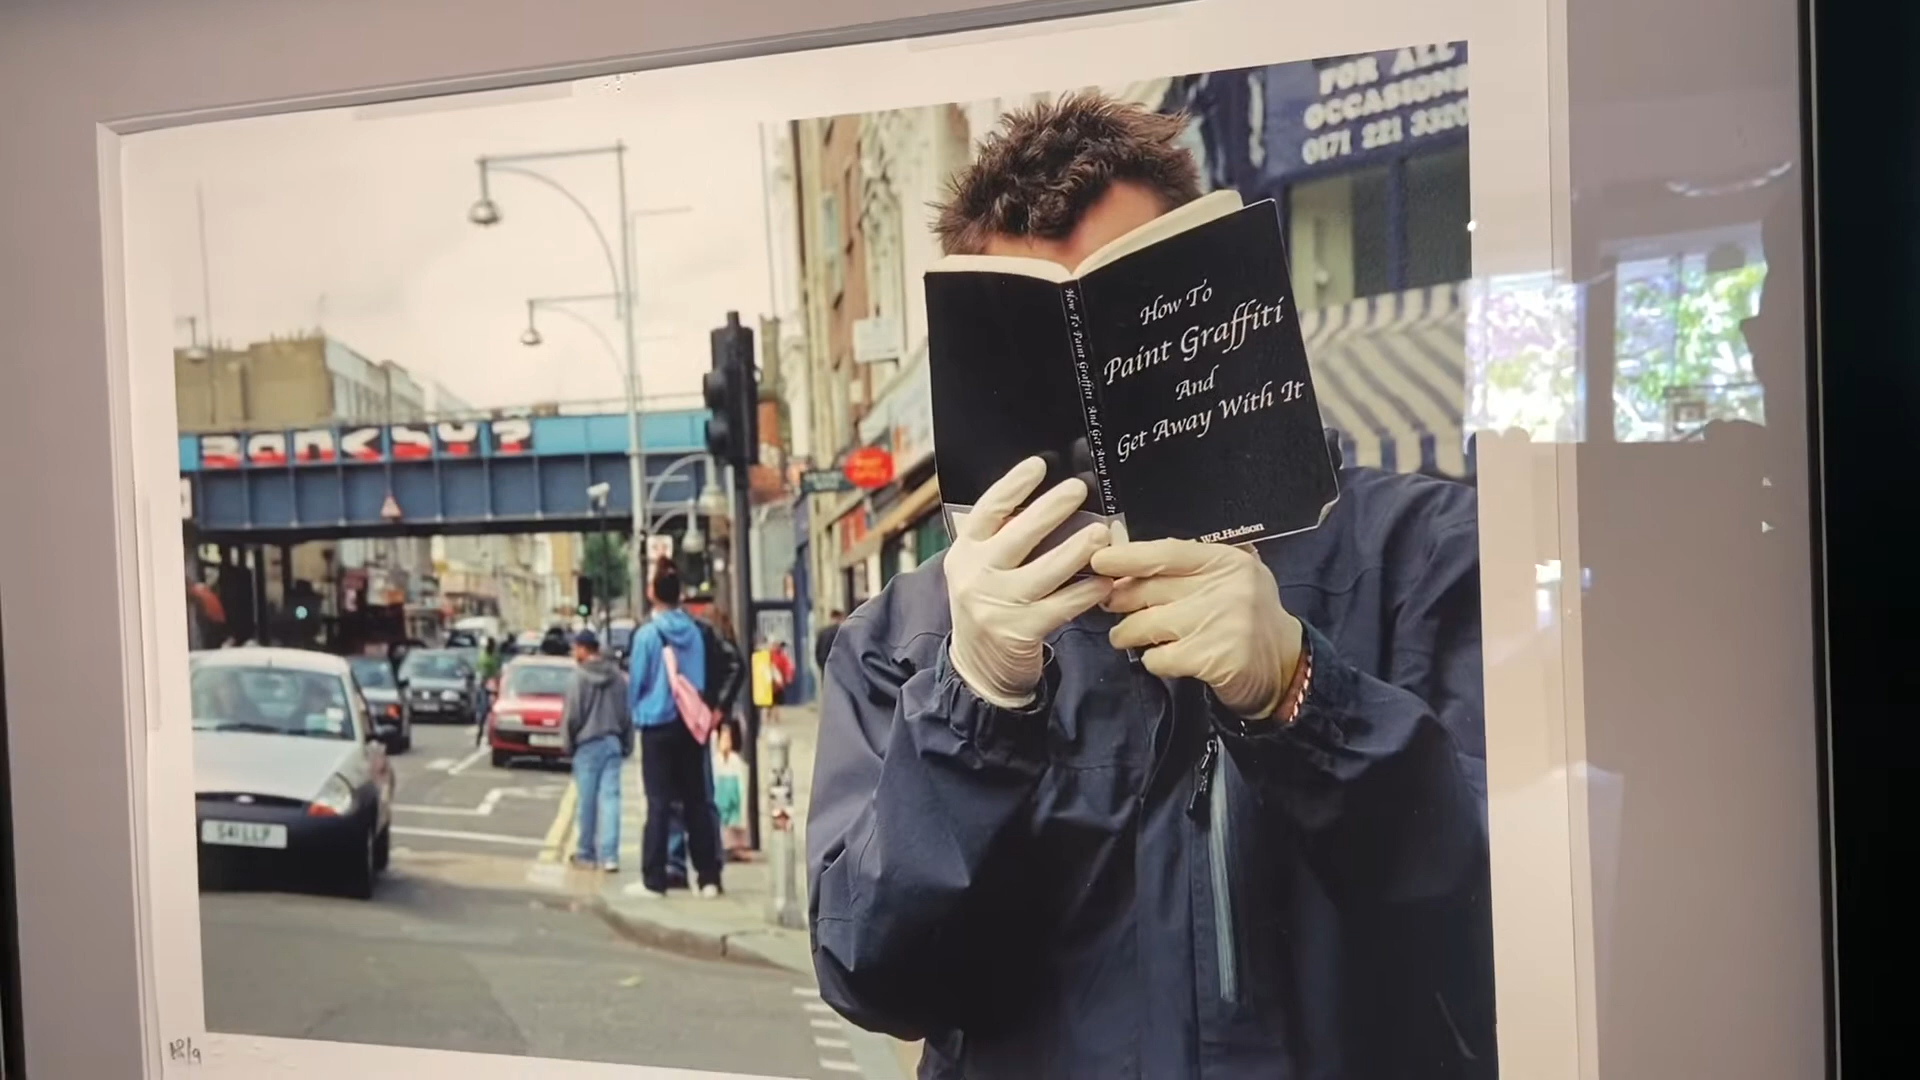 FOR ALL
OCCASIONS
0171 221 3320
BANKSY?
How To
Paint Graffiti
And
Get Away With It
How To Paint Graffiti And Get Away With It
W.R.Hudson
S41 LLP